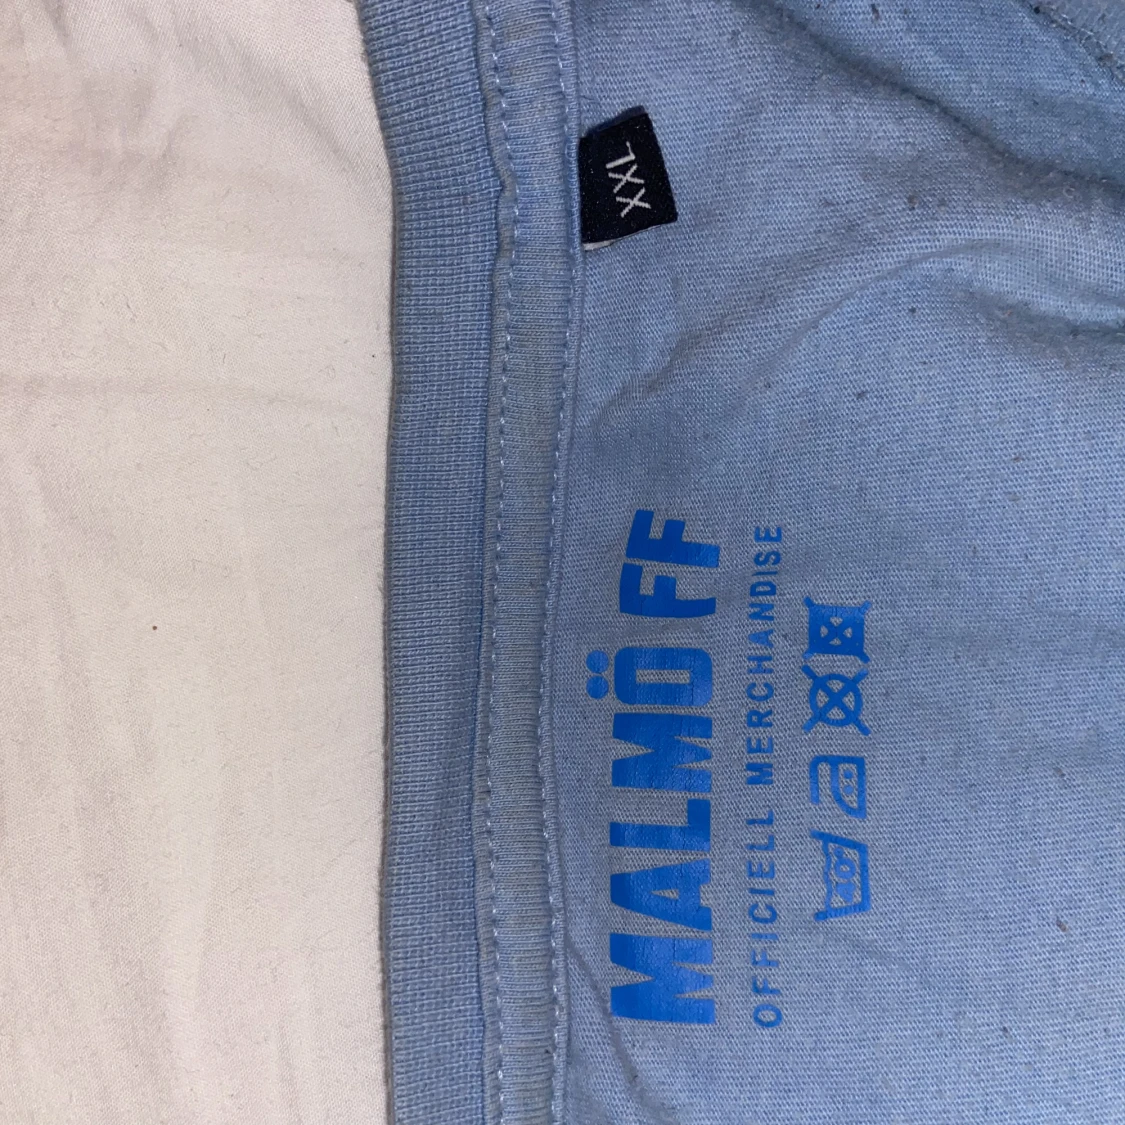 XXL
MALMÖ FF
OFFICIELL MERCHANDISE